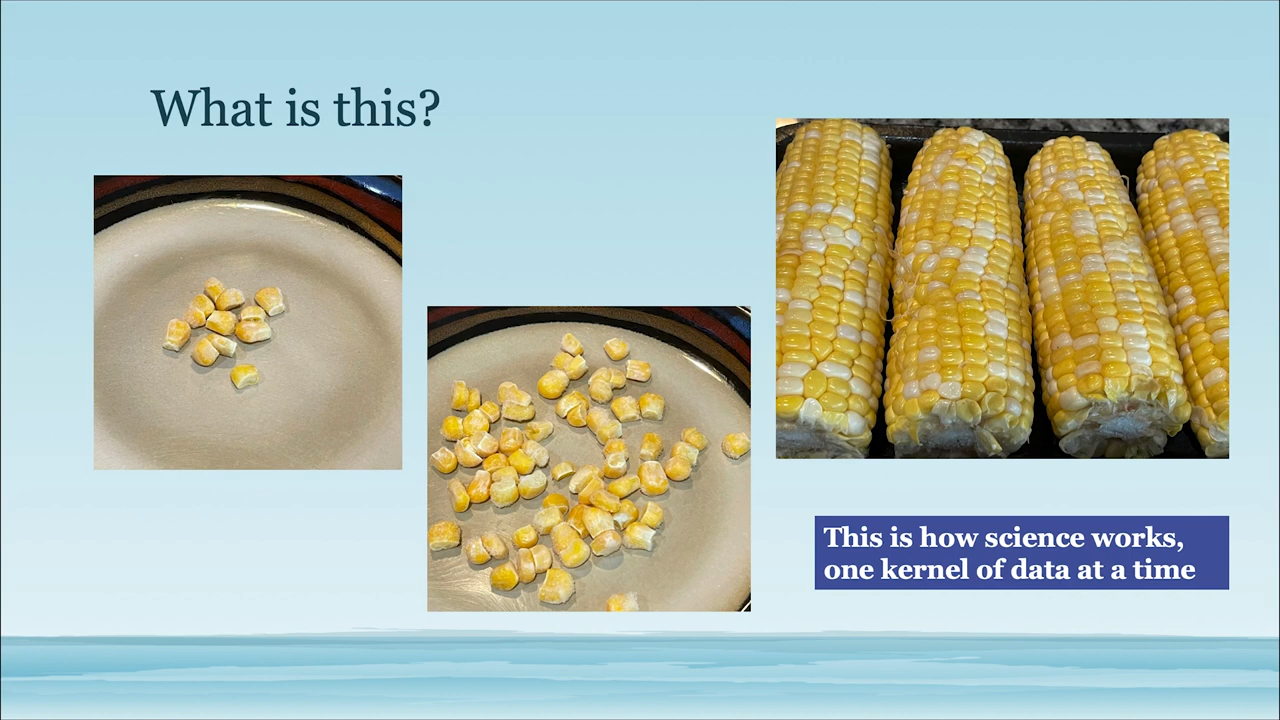 What is this?
This is how science works,
one kernel of data at a time